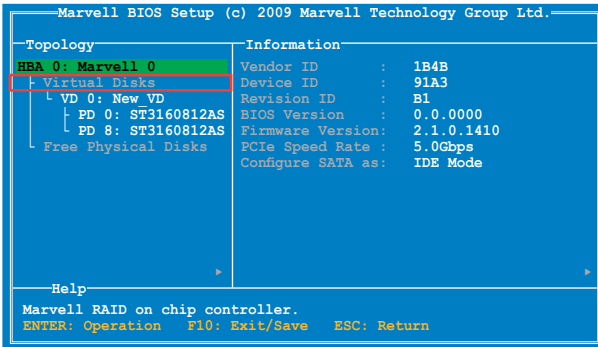 Marvell BIOS Setup (c) 2009 Marvell Technology Group Ltd.
Topology
HBA 0: Marvell 0
Virtual Disks
VD 0: New_VD
PD 0: ST3160812AS
PD 8: ST3160812AS
Free Physical Disks
Information
Vendor ID : 1B4B
Device ID : 91A3
Revision ID : B1
BIOS Version : 0.0.0000
Firmware Version: 2.1.0.1410
PCIe Speed Rate : 5.0Gbps
Configure SATA as: IDE Mode
Help
Marvell RAID on chip controller.
ENTER: Operation F10: Exit/Save ESC: Return